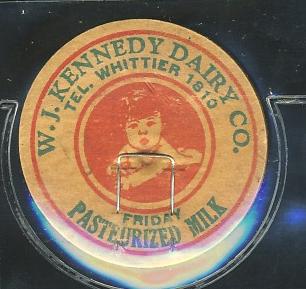 W. J. KENNEDY DAIRY CO.
TEL. WHITTIER 1810
FRIDAY
PASTEURIZED MILK